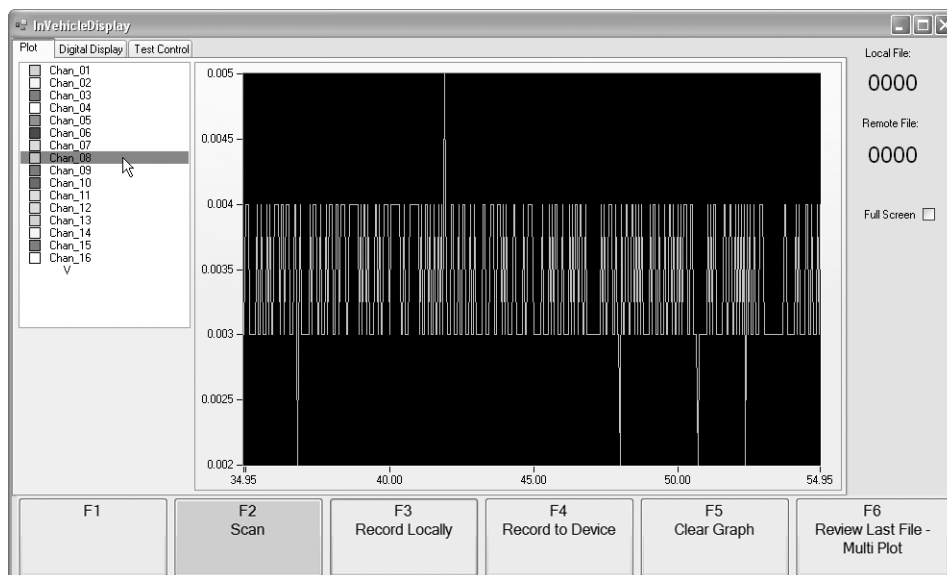 InVehicleDisplay
Plot Digital Display Test Control
Chan_01
Chan_02
Chan_03
Chan_04
Chan_05
Chan_06
Chan_07
Chan_08
Chan_09
Chan_10
Chan_11
Chan_12
Chan_13
Chan_14
Chan_15
Chan_16
V
0.005
0.0045
0.004
0.0035
0.003
0.0025
0.002
34.95 40.00 45.00 50.00 54.95
Local File:
0000
Remote File:
0000
Full Screen
F1
F2
Scan
F3
Record Locally
F4
Record to Device
F5
Clear Graph
F6
Review Last File -
Multi Plot